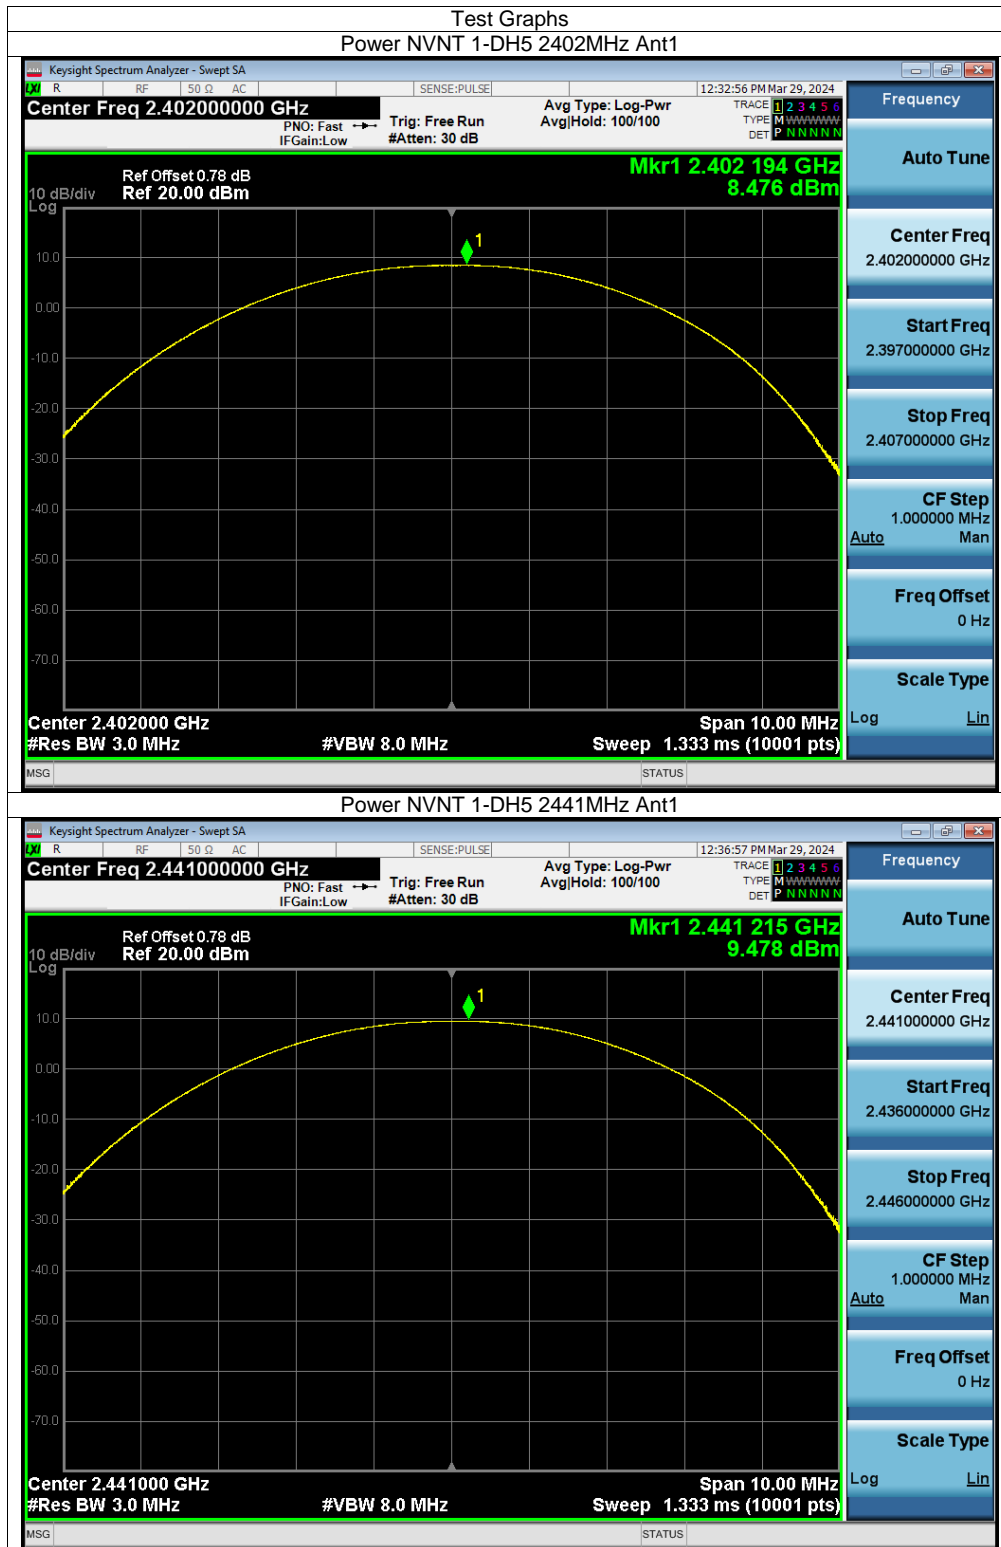 Test Graphs
Power NVNT 1-DH5 2402MHz Ant1
Keysight Spectrum Analyzer - Swept SA
LXI R RF 50 Ω AC SENSE:PULSE 12:32:56 PM Mar 29, 2024
Center Freq 2.402000000 GHz
PNO: Fast
IFGain:Low
Trig: Free Run
#Atten: 30 dB
Avg Type: Log-Pwr
Avg|Hold: 100/100
TRACE 1 2 3 4 5 6
TYPE M WWWWW
DET P N N N N N
Mkr1 2.402 194 GHz
8.476 dBm
Ref Offset 0.78 dB
10 dB/div Ref 20.00 dBm
Log
1
10.0
0.00
-10.0
-20.0
-30.0
-40.0
-50.0
-60.0
-70.0
Center 2.402000 GHz Span 10.00 MHz
#Res BW 3.0 MHz #VBW 8.0 MHz Sweep 1.333 ms (10001 pts)
MSG STATUS
Frequency
Auto Tune
Center Freq
2.402000000 GHz
Start Freq
2.397000000 GHz
Stop Freq
2.407000000 GHz
CF Step
1.000000 MHz
Auto Man
Freq Offset
0 Hz
Scale Type
Log Lin
Power NVNT 1-DH5 2441MHz Ant1
Keysight Spectrum Analyzer - Swept SA
LXI R RF 50 Ω AC SENSE:PULSE 12:36:57 PM Mar 29, 2024
Center Freq 2.441000000 GHz
PNO: Fast
IFGain:Low
Trig: Free Run
#Atten: 30 dB
Avg Type: Log-Pwr
Avg|Hold: 100/100
TRACE 1 2 3 4 5 6
TYPE M WWWWW
DET P N N N N N
Mkr1 2.441 215 GHz
9.478 dBm
Ref Offset 0.78 dB
10 dB/div Ref 20.00 dBm
Log
1
10.0
0.00
-10.0
-20.0
-30.0
-40.0
-50.0
-60.0
-70.0
Center 2.441000 GHz Span 10.00 MHz
#Res BW 3.0 MHz #VBW 8.0 MHz Sweep 1.333 ms (10001 pts)
MSG STATUS
Frequency
Auto Tune
Center Freq
2.441000000 GHz
Start Freq
2.436000000 GHz
Stop Freq
2.446000000 GHz
CF Step
1.000000 MHz
Auto Man
Freq Offset
0 Hz
Scale Type
Log Lin